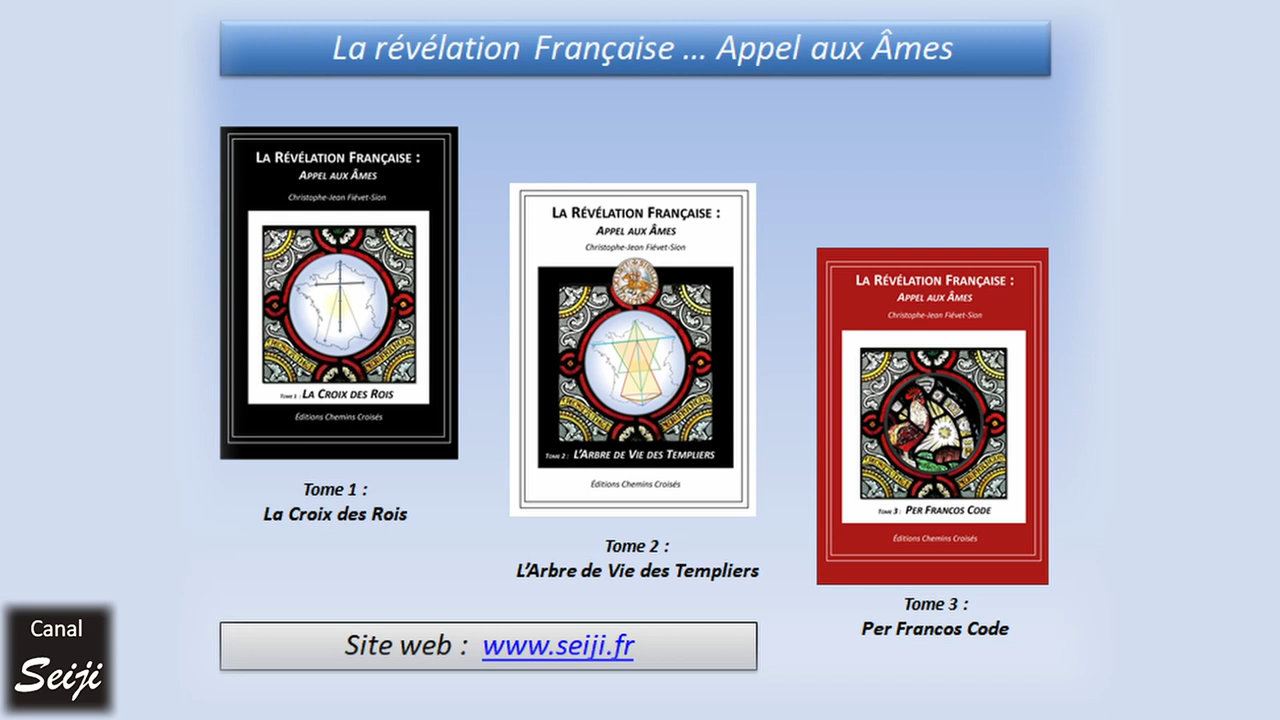 La révélation Française ... Appel aux Âmes
LA RÉVÉLATION FRANÇAISE :
APPEL AUX ÂMES
Christophe-Jean Fiévet-Sion
TOME 1 : LA CROIX DES ROIS
Éditions Chemins Croisés
Tome 1 :
La Croix des Rois
LA RÉVÉLATION FRANÇAISE :
APPEL AUX ÂMES
Christophe-Jean Fiévet-Sion
TOME 2 : L'ARBRE DE VIE DES TEMPLIERS
Éditions Chemins Croisés
Tome 2 :
L'Arbre de Vie des Templiers
LA RÉVÉLATION FRANÇAISE :
APPEL AUX ÂMES
Christophe-Jean Fiévet-Sion
TOME 3 : PER FRANCOS CODE
Éditions Chemins Croisés
Tome 3 :
Per Francos Code
Site web : www.seiji.fr
Canal
Seiji